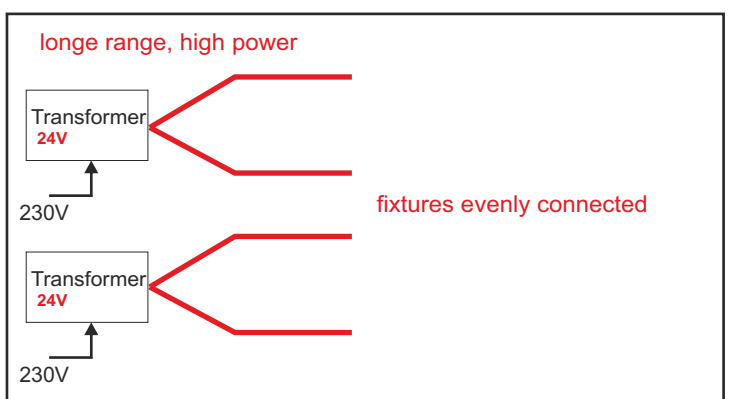 longe range, high power
Transformer
24V
230V
fixtures evenly connected
Transformer
24V
230V